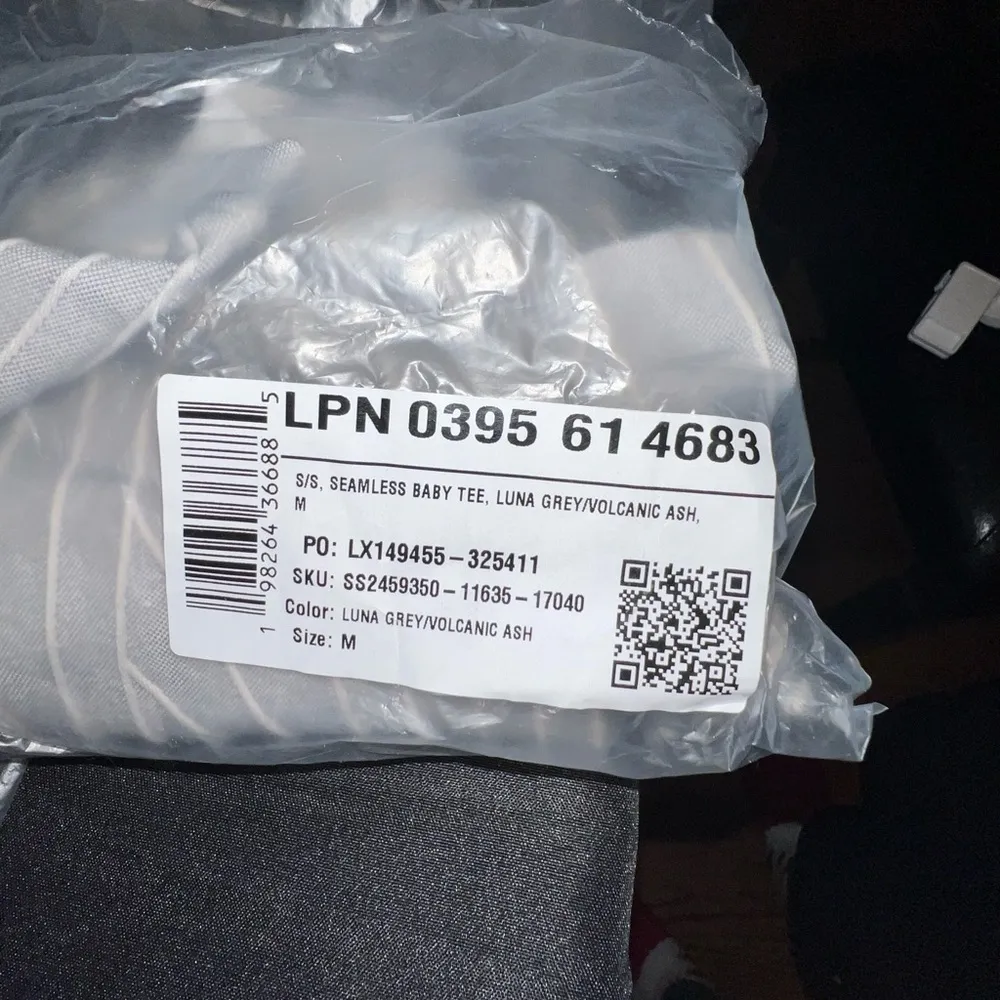 LPN 0395 61 4683
S/S, SEAMLESS BABY TEE, LUNA GREY/VOLCANIC ASH,
M
PO: LX149455-325411
SKU: SS2459350-11635-17040
Color: LUNA GREY/VOLCANIC ASH
Size: M
1 98264 36688 5